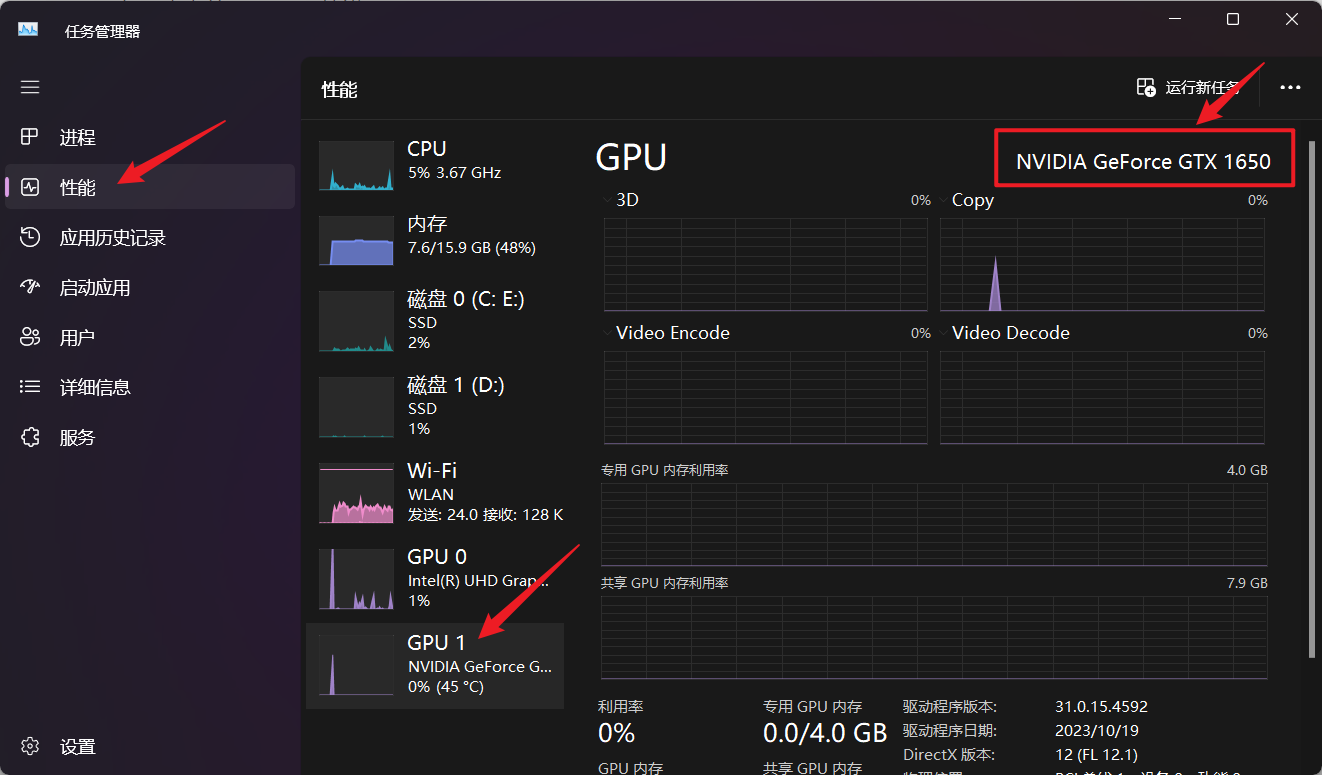 任务管理器
性能
运行新任务
进程
性能
应用历史记录
启动应用
用户
详细信息
服务
设置
CPU
5% 3.67 GHz
内存
7.6/15.9 GB (48%)
磁盘 0 (C: E:)
SSD
2%
磁盘 1 (D:)
SSD
1%
Wi-Fi
WLAN
发送: 24.0 接收: 128 K
GPU 0
Intel(R) UHD Grap...
1%
GPU 1
NVIDIA GeForce G...
0% (45 °C)
GPU
NVIDIA GeForce GTX 1650
3D 0%
Copy 0%
Video Encode 0%
Video Decode 0%
专用 GPU 内存利用率 4.0 GB
共享 GPU 内存利用率 7.9 GB
利用率
0%
GPU 内存
专用 GPU 内存
0.0/4.0 GB
共享 GPU 内存
驱动程序版本: 31.0.15.4592
驱动程序日期: 2023/10/19
DirectX 版本: 12 (FL 12.1)